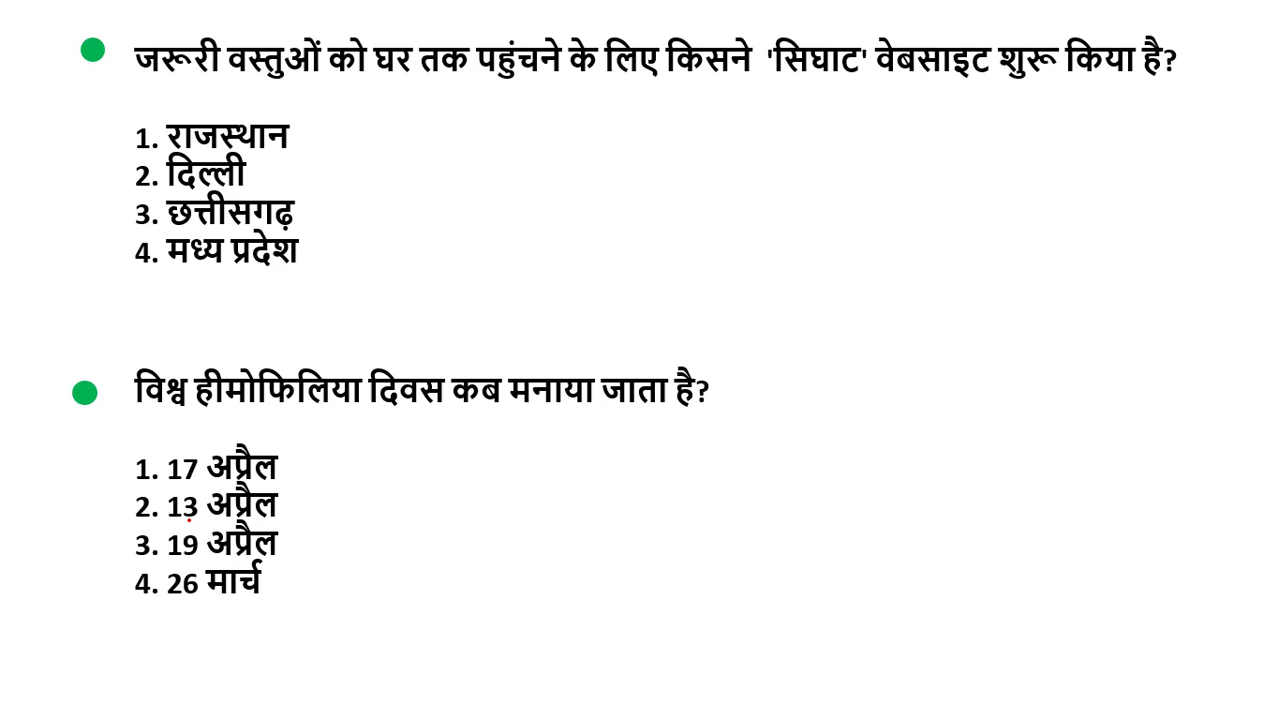 जरूरी वस्तुओं को घर तक पहुंचने के लिए किसने 'सिघाट' वेबसाइट शुरू किया है?
1. राजस्थान
2. दिल्ली
3. छत्तीसगढ़
4. मध्य प्रदेश
विश्व हीमोफिलिया दिवस कब मनाया जाता है?
1. 17 अप्रैल
2. 13 अप्रैल
3. 19 अप्रैल
4. 26 मार्च